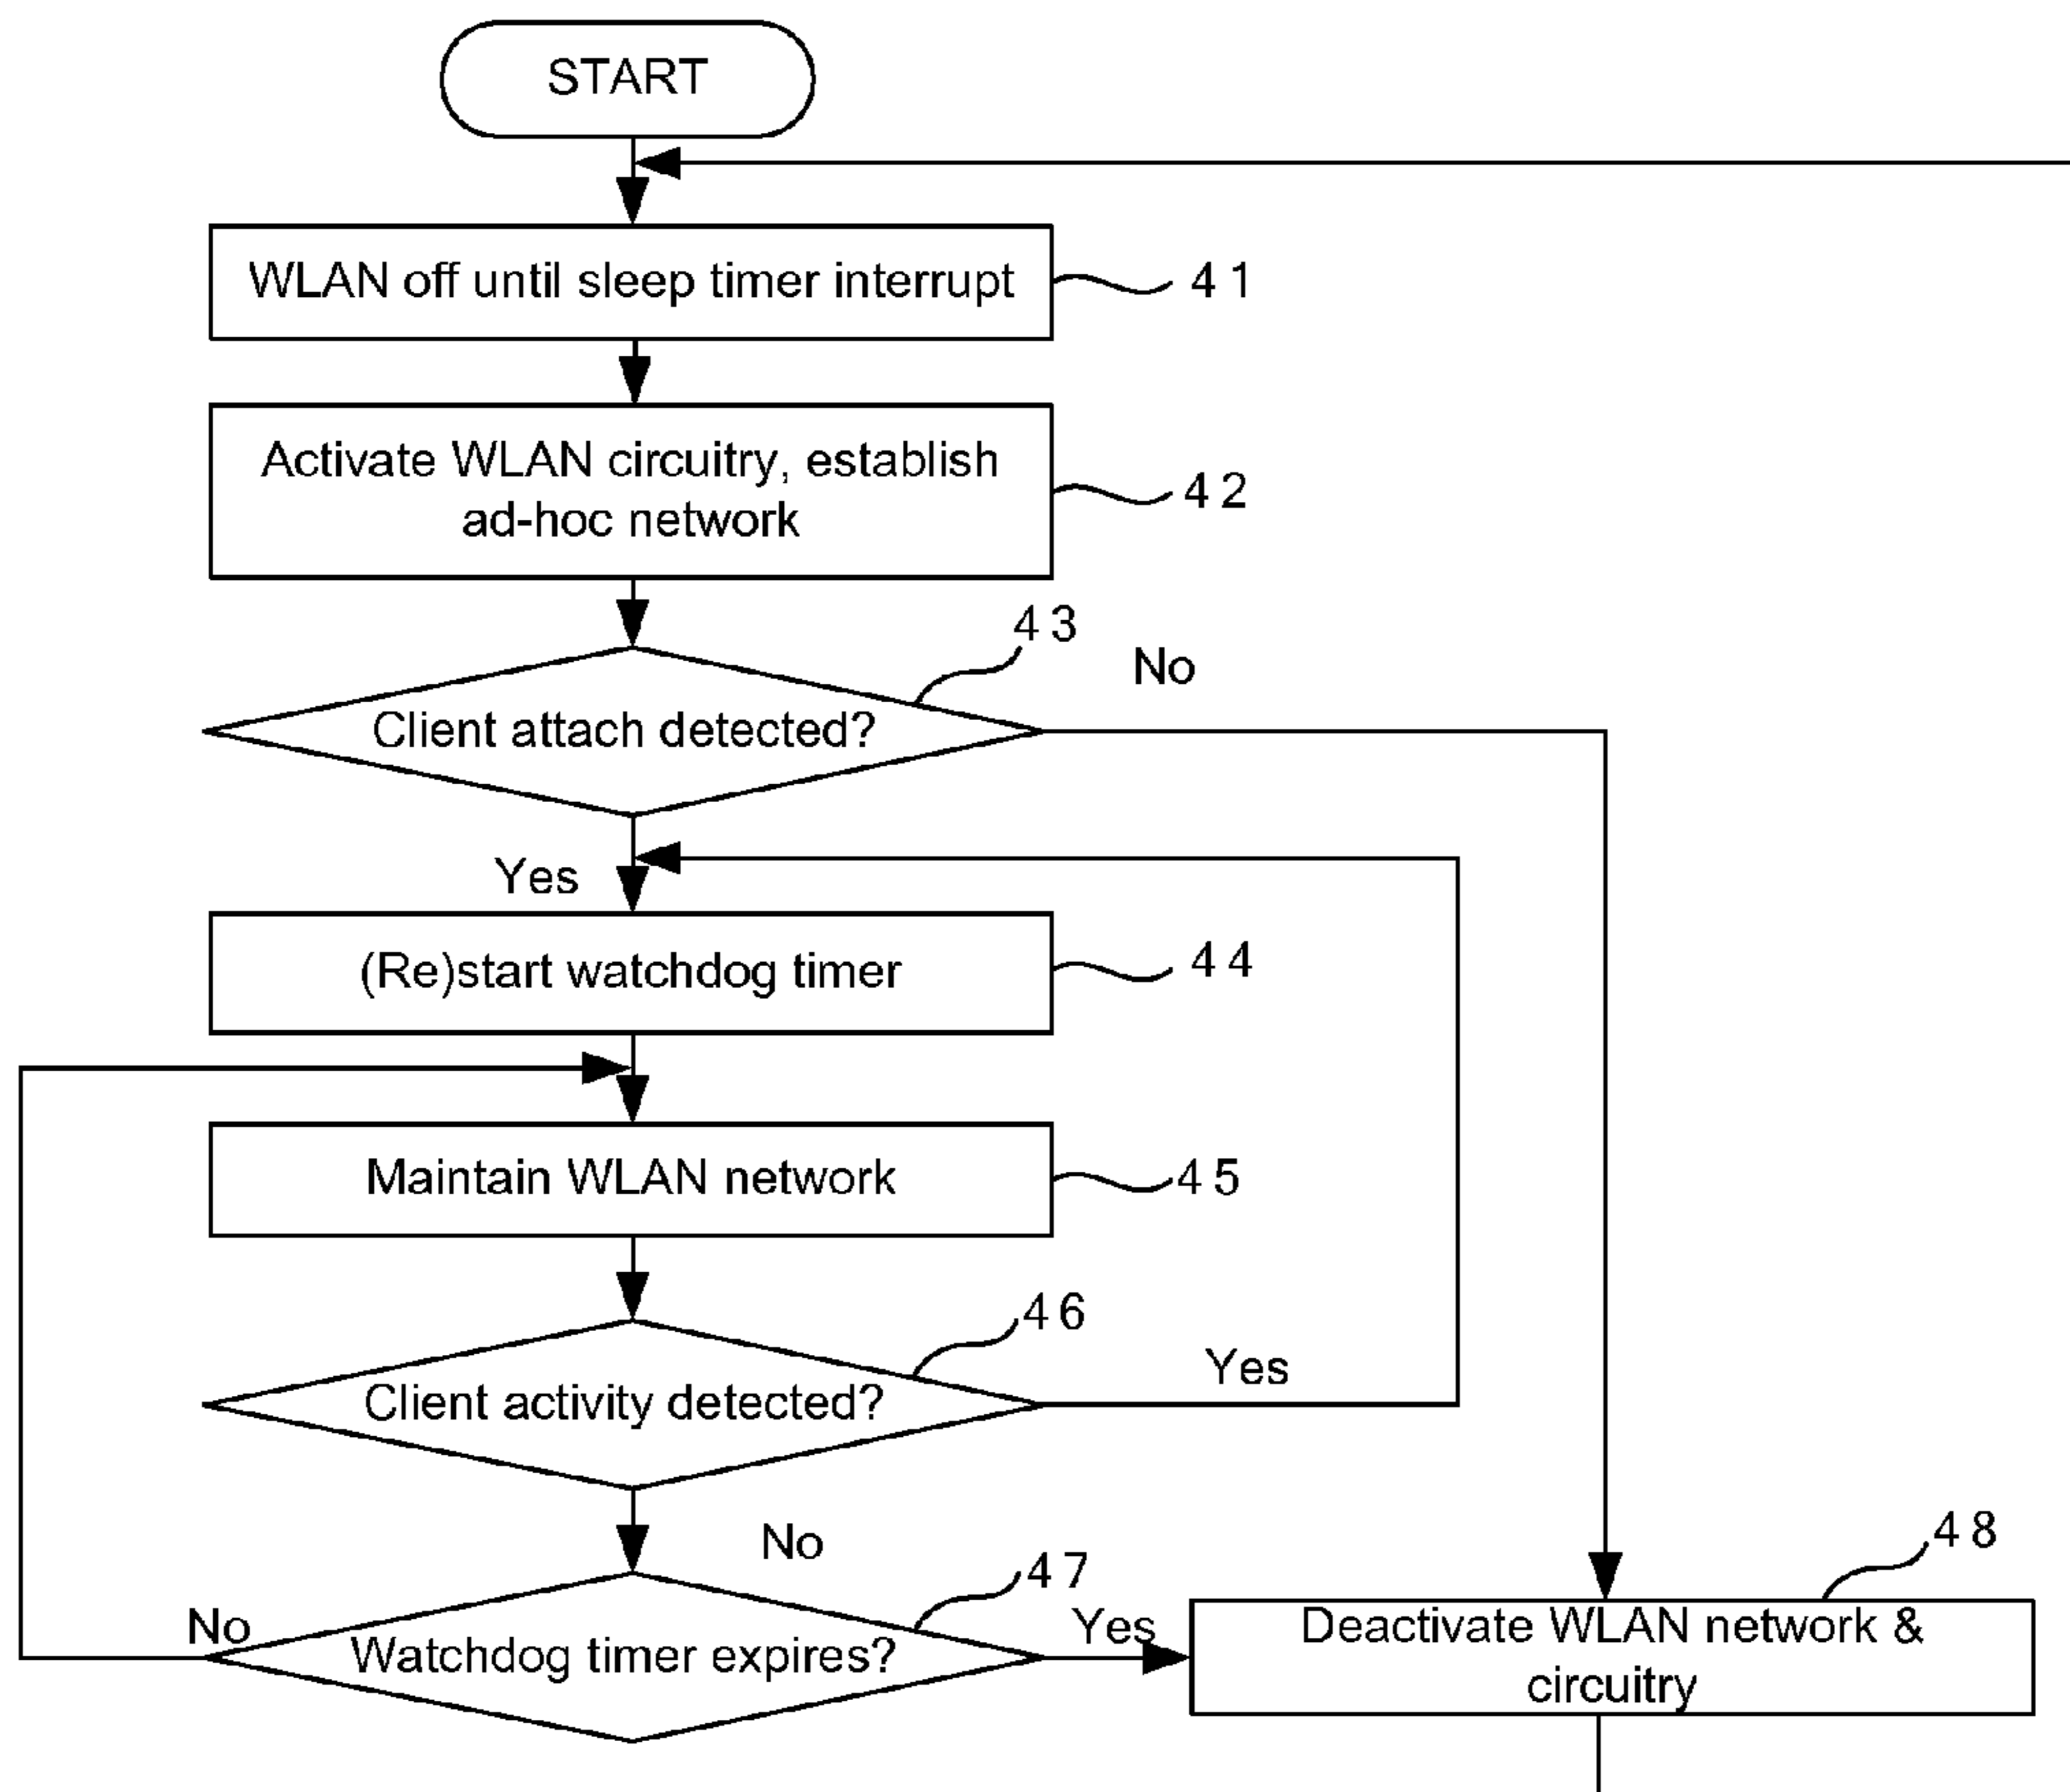 START
WLAN off until sleep timer interrupt
41
Activate WLAN circuitry, establish
ad-hoc network
42
43
No
Client attach detected?
Yes
(Re)start watchdog timer
44
Maintain WLAN network
45
46
Yes
Client activity detected?
No
47
48
No
Watchdog timer expires?
Yes
Deactivate WLAN network &
circuitry